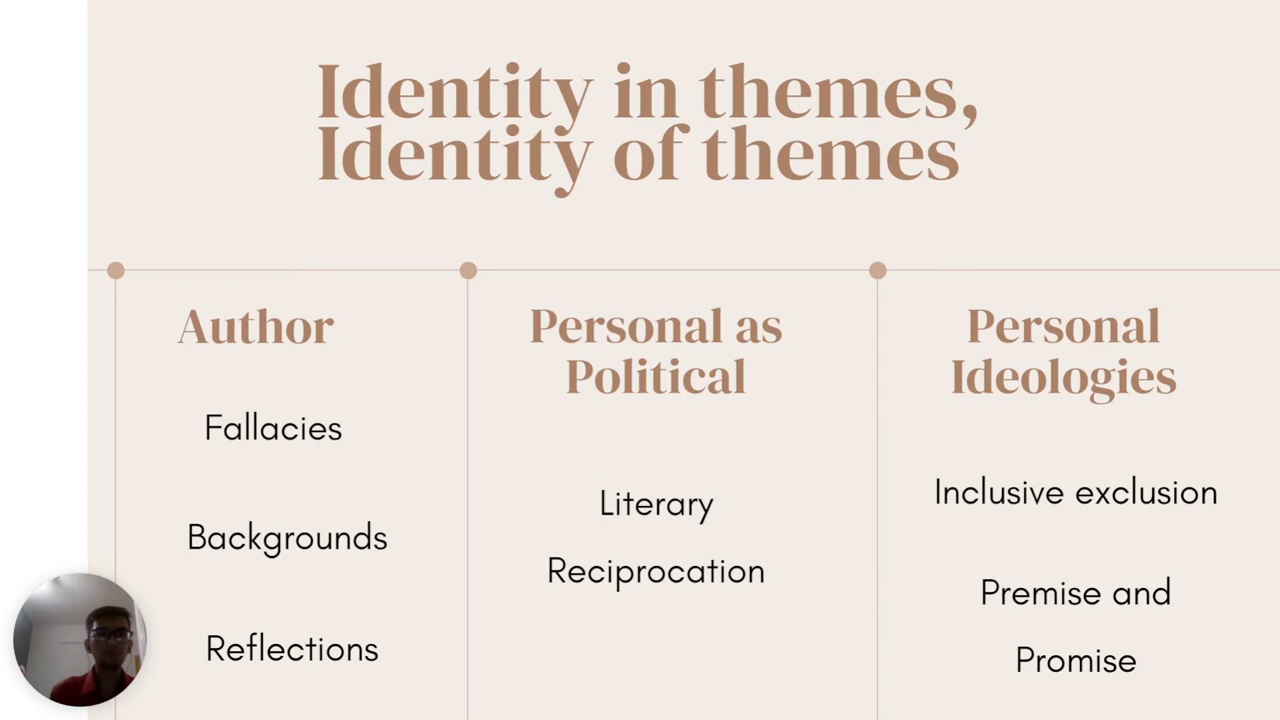 Identity in themes,
Identity of themes
Author
Fallacies
Backgrounds
Reflections
Personal as
Political
Literary
Reciprocation
Personal
Ideologies
Inclusive exclusion
Premise and
Promise